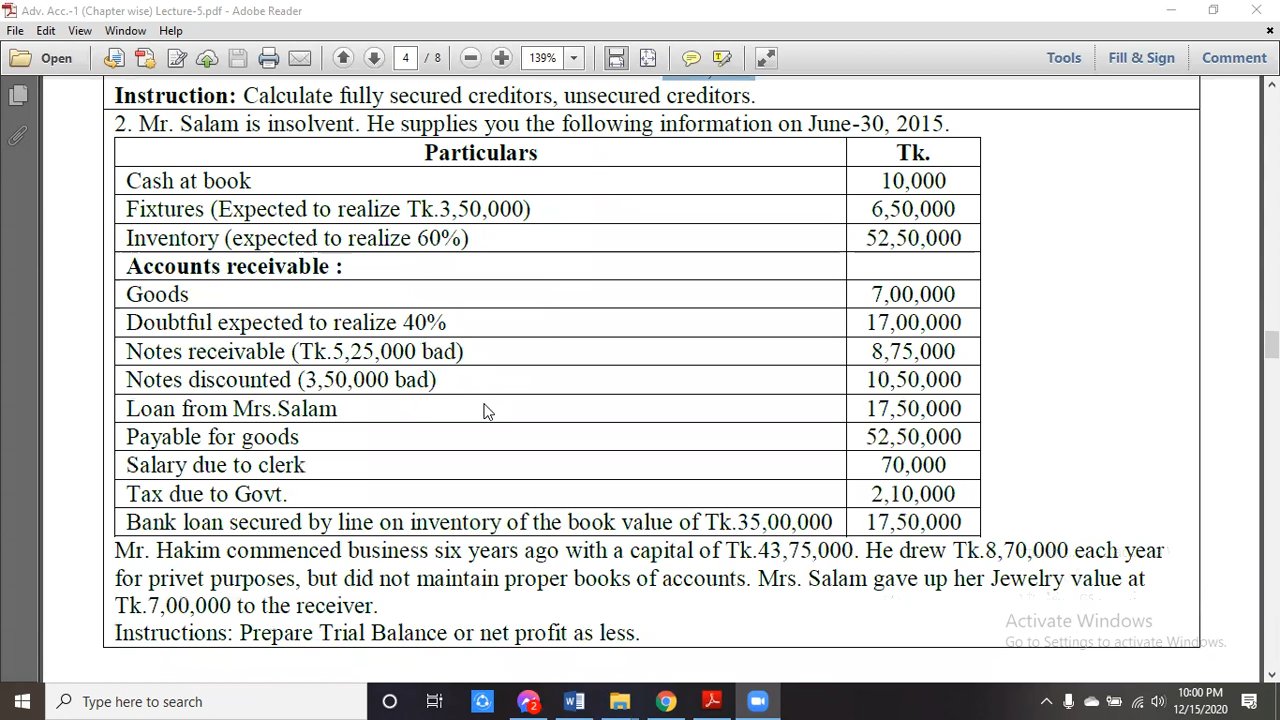 Adv. Acc.-1 (Chapter wise) Lecture-5.pdf - Adobe Reader
File Edit View Window Help
Open 4 / 8 139% Tools Fill & Sign Comment
Instruction: Calculate fully secured creditors, unsecured creditors.
2. Mr. Salam is insolvent. He supplies you the following information on June-30, 2015.
Particulars Tk.
Cash at book 10,000
Fixtures (Expected to realize Tk.3,50,000) 6,50,000
Inventory (expected to realize 60%) 52,50,000
Accounts receivable :
Goods 7,00,000
Doubtful expected to realize 40% 17,00,000
Notes receivable (Tk.5,25,000 bad) 8,75,000
Notes discounted (3,50,000 bad) 10,50,000
Loan from Mrs.Salam 17,50,000
Payable for goods 52,50,000
Salary due to clerk 70,000
Tax due to Govt. 2,10,000
Bank loan secured by line on inventory of the book value of Tk.35,00,000 17,50,000
Mr. Hakim commenced business six years ago with a capital of Tk.43,75,000. He drew Tk.8,70,000 each year
for privet purposes, but did not maintain proper books of accounts. Mrs. Salam gave up her Jewelry value at
Tk.7,00,000 to the receiver.
Instructions: Prepare Trial Balance or net profit as less.
Activate Windows
Go to Settings to activate Windows.
Type here to search
2
10:00 PM
12/15/2020